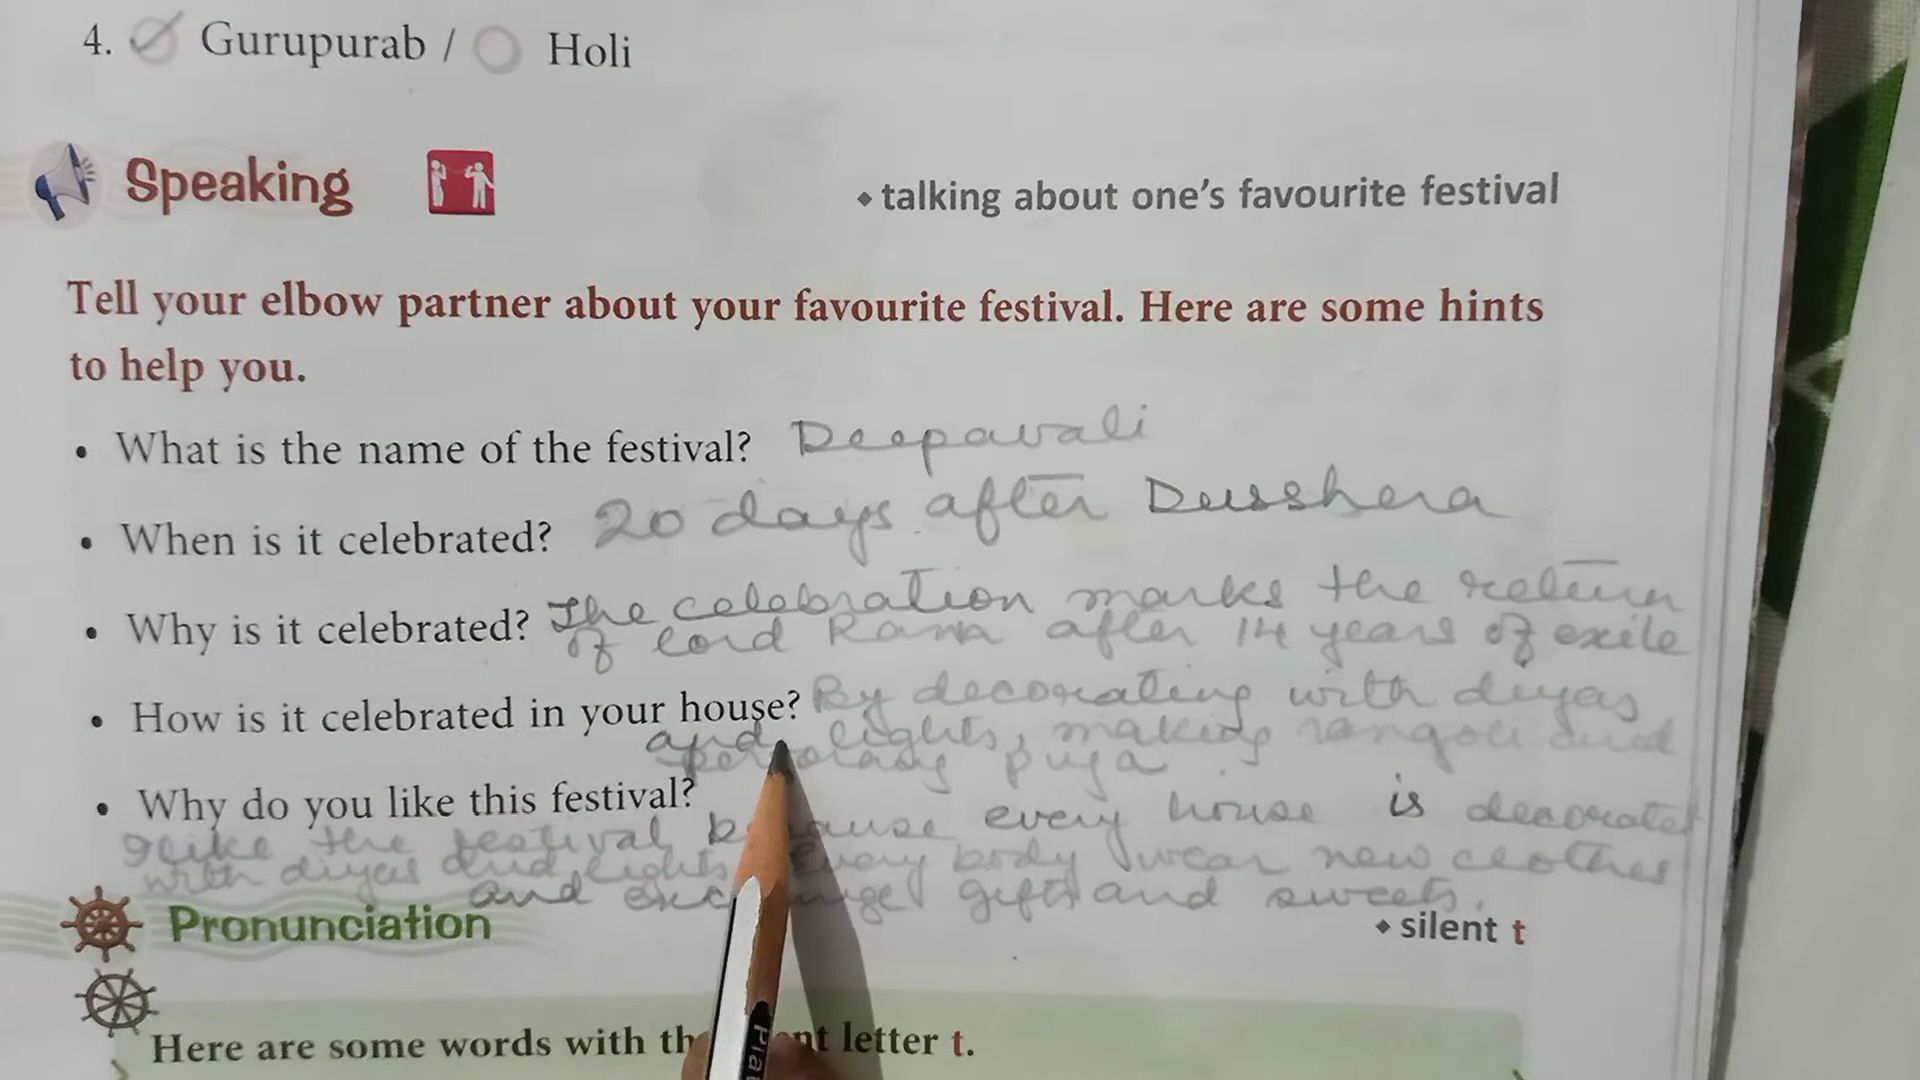 4. Gurupurab / Holi
Speaking
◆ talking about one's favourite festival
Tell your elbow partner about your favourite festival. Here are some hints
to help you.
• What is the name of the festival? Deepavali
• When is it celebrated? 20 days after Dusshera
• Why is it celebrated? The celebration marks the return
of lord Rama after 14 years of exile
• How is it celebrated in your house? By decorating with diyas
and lights, making rangoli and
puja.
• Why do you like this festival?
I like the festival because every house is decorated
with diyas and lights. Every body wear new clothes
and exchange gifts and sweets.
Pronunciation
◆ silent t
Here are some words with letter t.
Pla